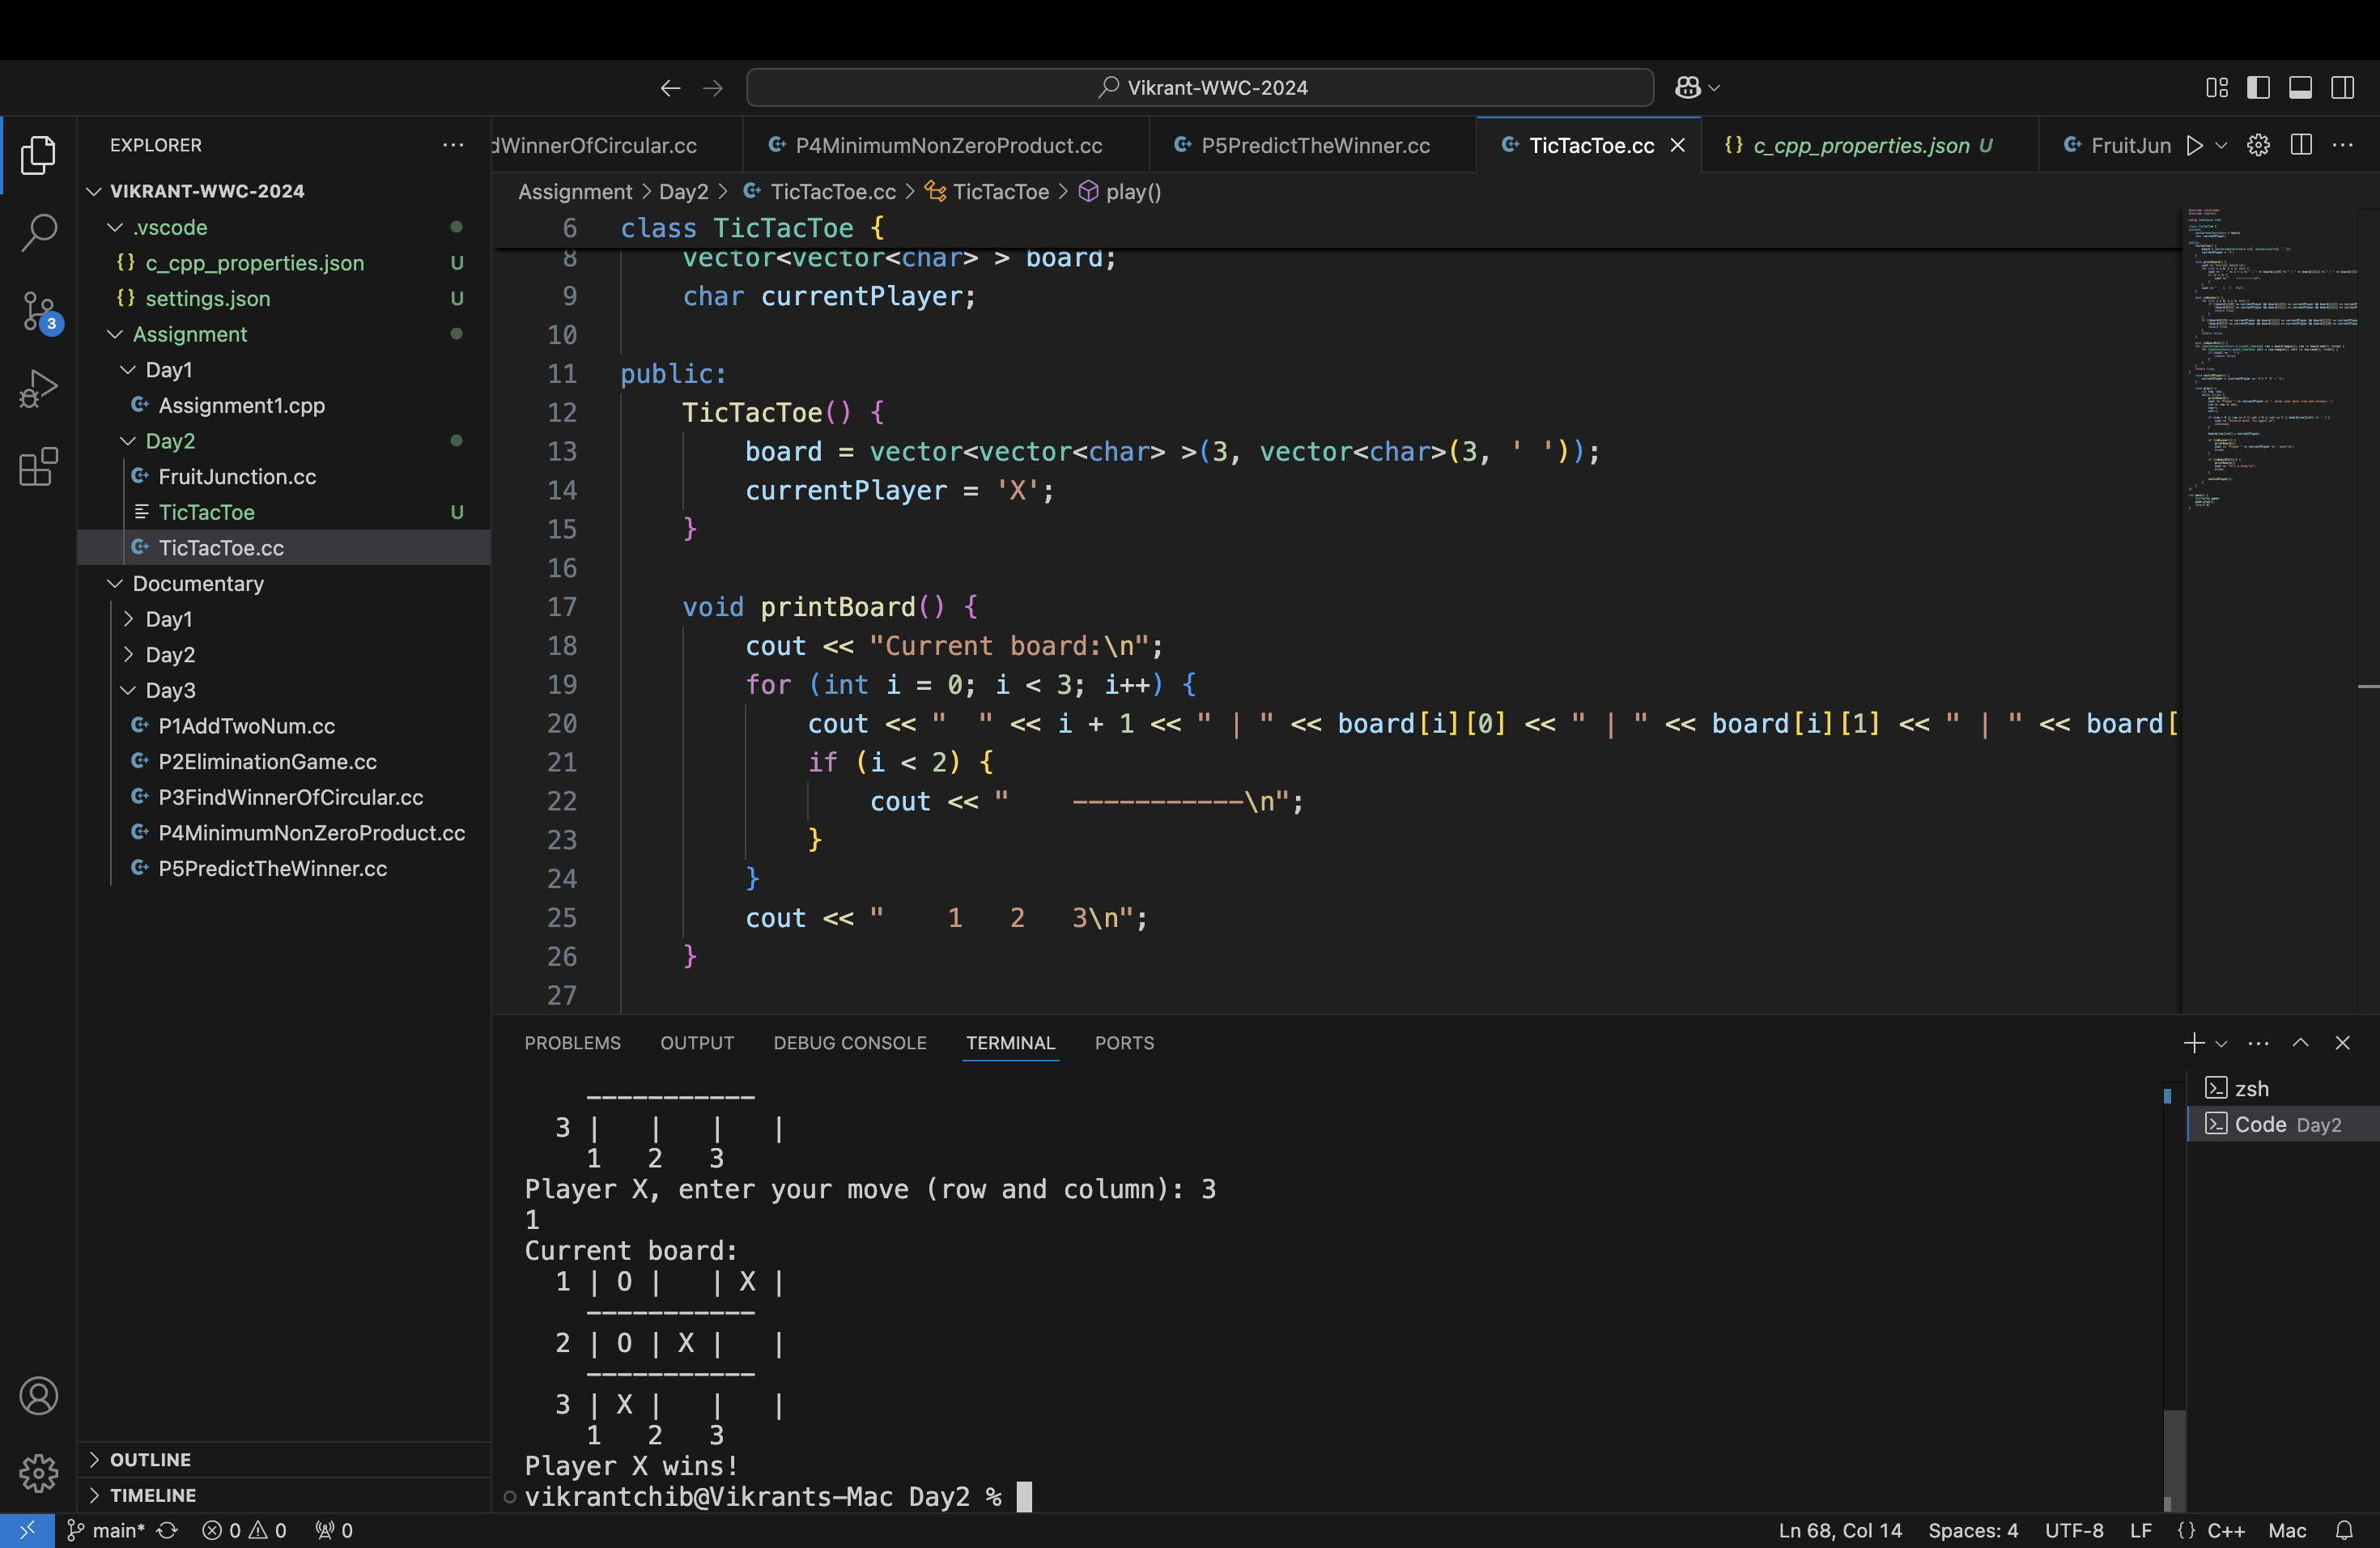 Vikrant-WWC-2024
EXPLORER
VIKRANT-WWC-2024
.vscode
{} c_cpp_properties.json U
{} settings.json U
Assignment
Day1
Assignment1.cpp
Day2
FruitJunction.cc
TicTacToe U
TicTacToe.cc
Documentary
Day1
Day2
Day3
P1AddTwoNum.cc
P2EliminationGame.cc
P3FindWinnerOfCircular.cc
P4MinimumNonZeroProduct.cc
P5PredictTheWinner.cc
OUTLINE
TIMELINE
3
dWinnerOfCircular.cc P4MinimumNonZeroProduct.cc P5PredictTheWinner.cc TicTacToe.cc {} c_cpp_properties.json U FruitJun
Assignment > Day2 > TicTacToe.cc > TicTacToe > play()
6 class TicTacToe {
8 vector<vector<char> > board;
9 char currentPlayer;
10
11 public:
12 TicTacToe() {
13 board = vector<vector<char> >(3, vector<char>(3, ' '));
14 currentPlayer = 'X';
15 }
16
17 void printBoard() {
18 cout << "Current board:\n";
19 for (int i = 0; i < 3; i++) {
20 cout << "  " << i + 1 << " | " << board[i][0] << " | " << board[i][1] << " | " << board[
21 if (i < 2) {
22 cout << "    -----------\n";
23 }
24 }
25 cout << "    1   2   3\n";
26 }
27
PROBLEMS OUTPUT DEBUG CONSOLE TERMINAL PORTS
zsh
Code Day2
    -----------
  3 |   |   |   |
    1   2   3
Player X, enter your move (row and column): 3
1
Current board:
  1 | O |   | X |
    -----------
  2 | O | X |   |
    -----------
  3 | X |   |   |
    1   2   3
Player X wins!
vikrantchib@Vikrants-Mac Day2 %
main* 0 0 0 Ln 68, Col 14 Spaces: 4 UTF-8 LF {} C++ Mac